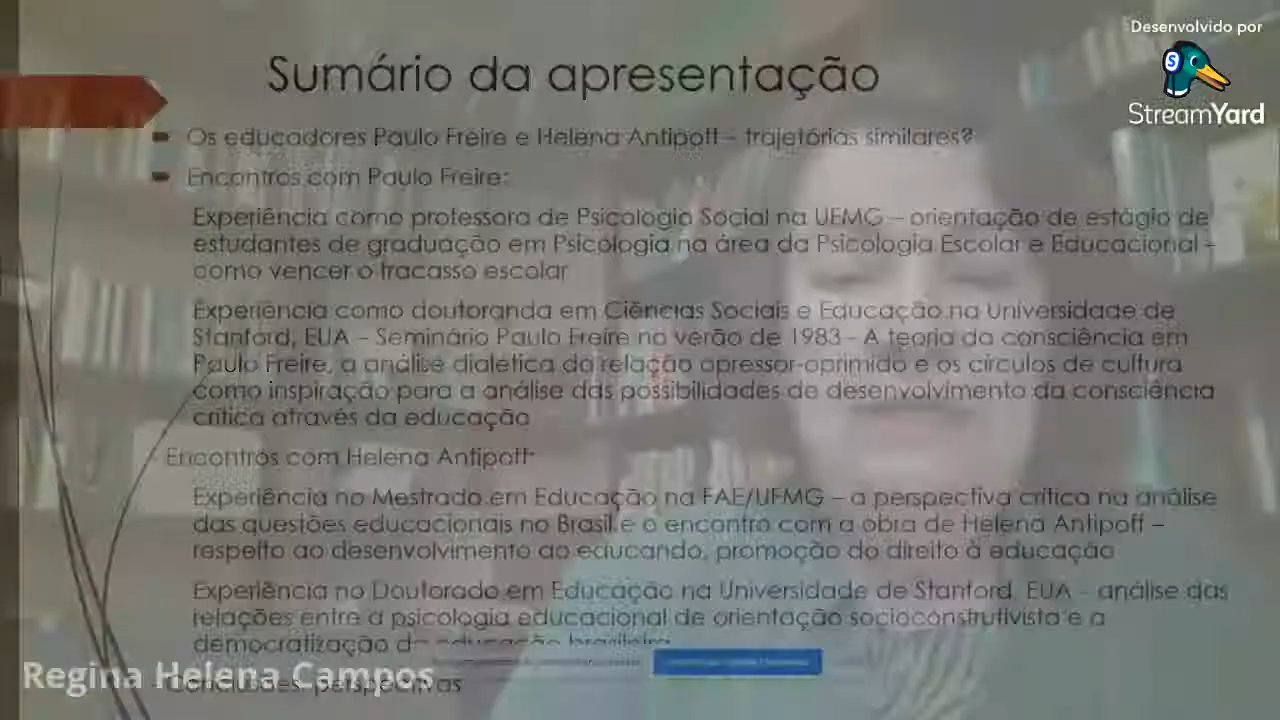 Desenvolvido por
StreamYard
Sumário da apresentação
Os educadores Paulo Freire e Helena Antipoff – trajetórias similares?
Encontros com Paulo Freire:
Experiência como professora de Psicologia Social na UFMG – orientação de estágio de
estudantes de graduação em Psicologia na área da Psicologia Escolar e Educacional –
como vencer o fracasso escolar
Experiência como doutoranda em Ciências Sociais e Educação na Universidade de
Stanford, EUA – Seminário Paulo Freire no verão de 1983 - A teoria da consciência em
Paulo Freire, a análise dialética da relação opressor-oprimido e os círculos de cultura
como inspiração para a análise das possibilidades de desenvolvimento da consciência
crítica através da educação
Encontros com Helena Antipoff
Experiência no Mestrado em Educação na FAE/UFMG – a perspectiva crítica na análise
das questões educacionais no Brasil e o encontro com a obra de Helena Antipoff –
respeito ao desenvolvimento do educando, promoção do direito à educação
Experiência no Doutorado em Educação na Universidade de Stanford, EUA – análise das
relações entre a psicologia educacional de orientação socioconstrutivista e a
democratização da educação brasileira
Regina Helena Campos
perspectivas